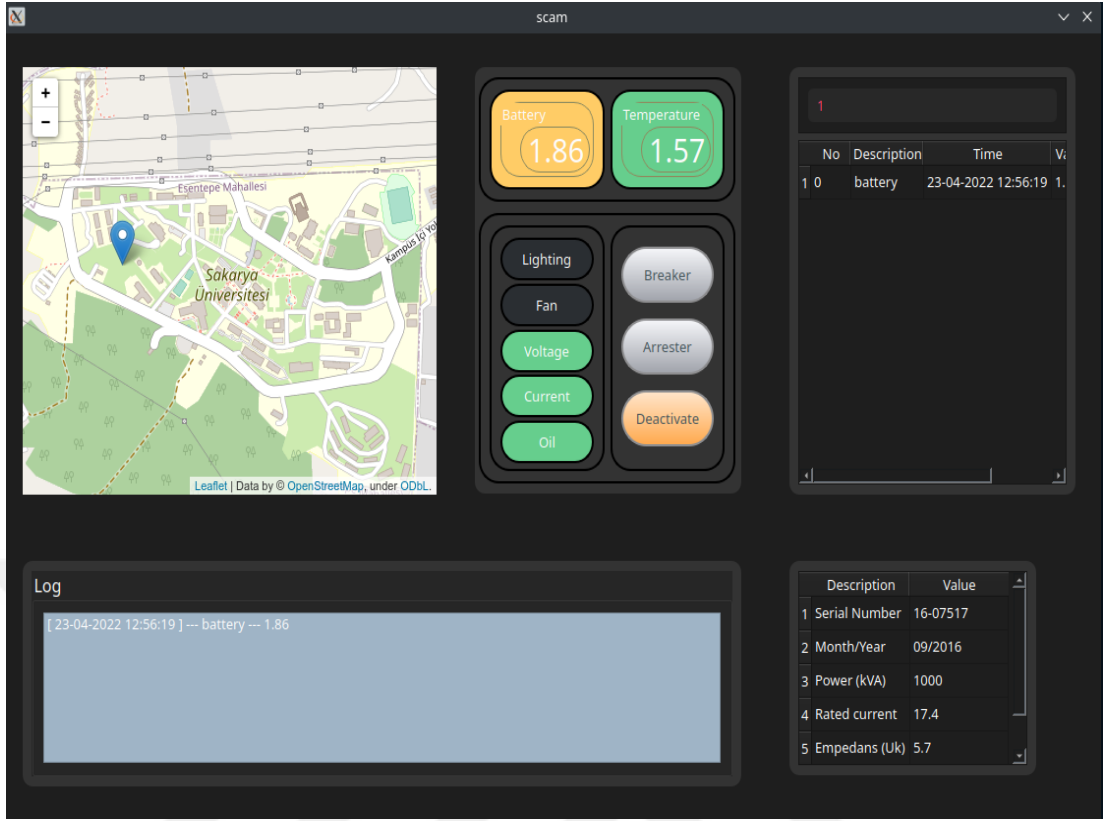 scam
+
−
Esentepe Mahallesi
Kampüs İçi Yo
Sakarya
Üniversitesi
Leaflet | Data by © OpenStreetMap, under ODbL.
Battery
1.86
Temperature
1.57
Lighting
Fan
Voltage
Current
Oil
Breaker
Arrester
Deactivate
1
No Description Time Va
1 0 battery 23-04-2022 12:56:19 1.
Log
[ 23-04-2022 12:56:19 ] --- battery --- 1.86
Description Value
1 Serial Number 16-07517
2 Month/Year 09/2016
3 Power (kVA) 1000
4 Rated current 17.4
5 Empedans (Uk) 5.7